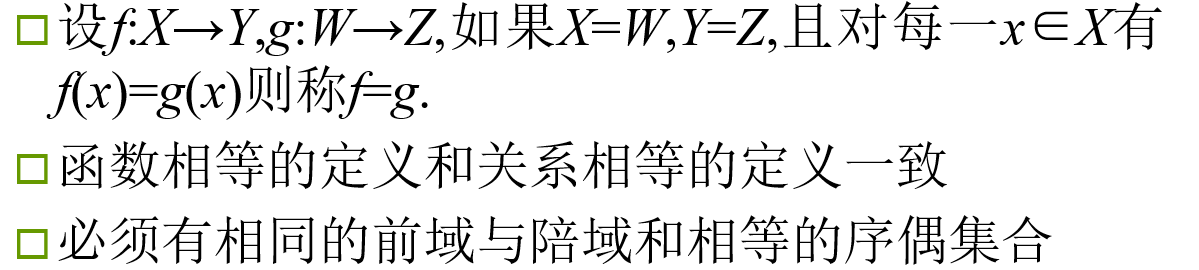 设f:X→Y,g:W→Z,如果X=W,Y=Z,且对每一x∈X有
f(x)=g(x)则称f=g.
函数相等的定义和关系相等的定义一致
必须有相同的前域与陪域和相等的序偶集合